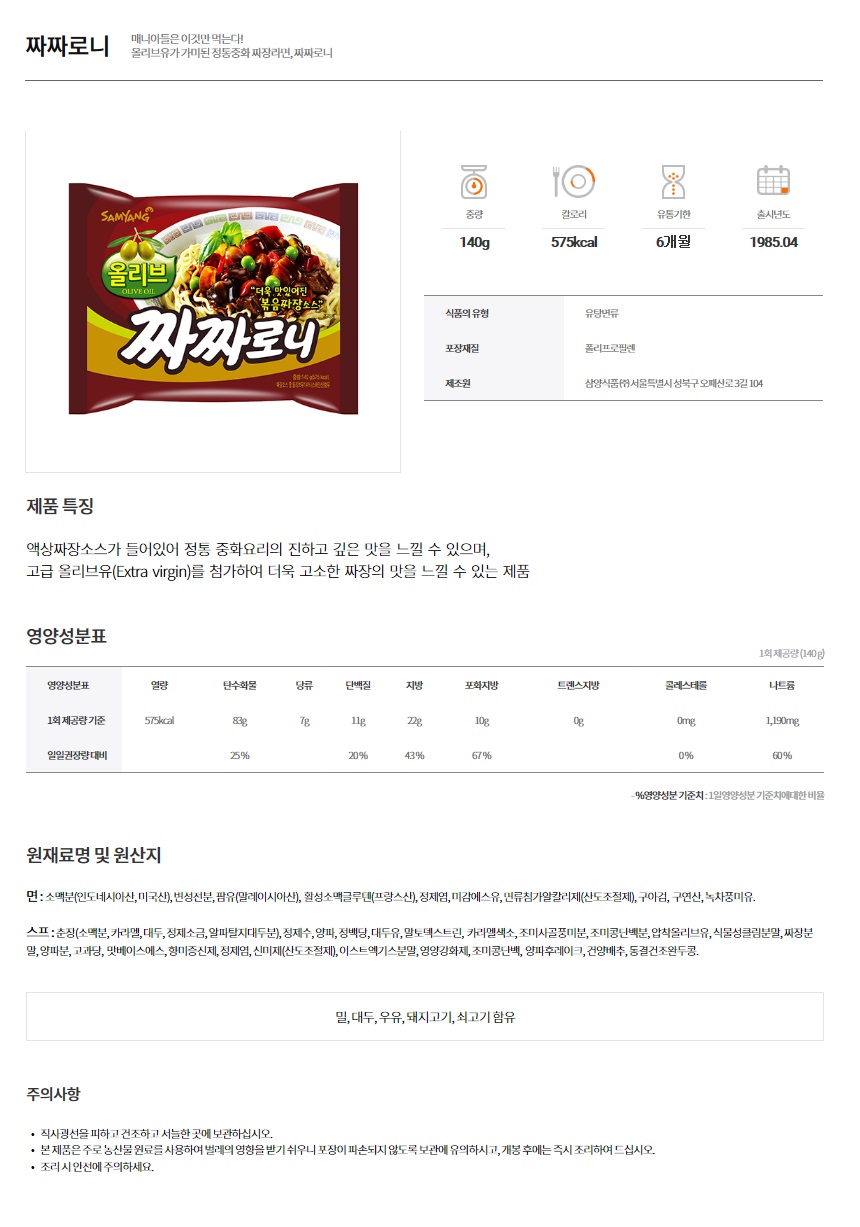 짜짜로니
매니아들은 이것만 먹는다!
올리브유가 가미된 정통중화 짜장라면, 짜짜로니
SAMYANG
올리브
OLIVE OIL
"더욱 맛있어진
볶음짜장소스"
짜짜로니
중량
칼로리
유통기한
출시년도
140g
575kcal
6개월
1985.04
식품의 유형
유탕면류
포장재질
폴리프로필렌
제조원
삼양식품㈜ 서울특별시 성북구 오패산로 3길 104
제품 특징
액상짜장소스가 들어있어 정통 중화요리의 진하고 깊은 맛을 느낄 수 있으며,
고급 올리브유(Extra virgin)를 첨가하여 더욱 고소한 짜장의 맛을 느낄 수 있는 제품
영양성분표
1회 제공량 (140g)
영양성분표 열량 탄수화물 당류 단백질 지방 포화지방 트랜스지방 콜레스테롤 나트륨
1회 제공량 기준 575kcal 83g 7g 11g 22g 10g 0g 0mg 1,190mg
일일권장량 대비 25% 20% 43% 67% 0% 60%
- %영양성분 기준치 : 1일영양성분 기준치에대한 비율
원재료명 및 원산지
면 : 소맥분(인도네시아산, 미국산), 변성전분, 팜유(말레이시아산), 활성소맥글루텐(프랑스산), 정제염, 미감에스유, 면류첨가알칼리제(산도조절제), 구아검, 구연산, 녹차풍미유.
스프 : 춘장(소맥분, 카라멜, 대두, 정제소금, 알파탈지대두분), 정제수, 양파, 정백당, 대두유, 말토덱스트린, 카라멜색소, 조미사골풍미분, 조미콩단백분, 압착올리브유, 식물성크림분말, 짜장분
말, 양파분, 고과당, 맛베이스에스, 향미증진제, 정제염, 신미제(산도조절제), 이스트엑기스분말, 영양강화제, 조미콩단백, 양파후레이크, 건양배추, 동결건조완두콩.
밀, 대두, 우유, 돼지고기, 쇠고기 함유
주의사항
• 직사광선을 피하고 건조하고 서늘한 곳에 보관하십시오.
• 본 제품은 주로 농산물 원료를 사용하여 벌레의 영향을 받기 쉬우니 포장이 파손되지 않도록 보관에 유의하시고, 개봉 후에는 즉시 조리하여 드십시오.
• 조리 시 안전에 주의하세요.